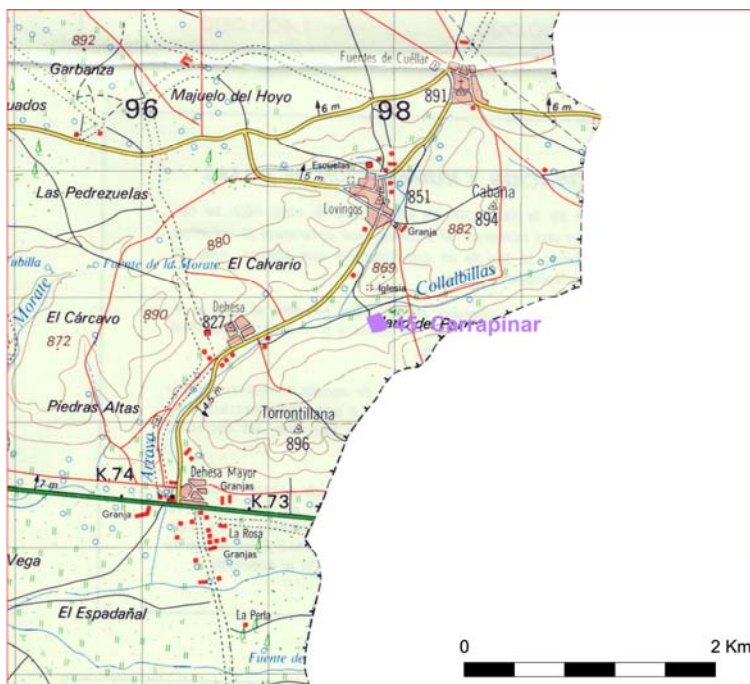 892
Fuentes de Cuéllar
Garbanza
891
Majuelo del Hoyo
6 m
6 m
96
98
Escuelas
5 m
851
Cabana
Las Pedrezuelas
Lovingos
894
Granja
882
880
Fuente de la Morate
El Calvario
869
Collalbillas
Iglesia
Morate
Dehesa
El Cárcavo
890
827
45. Carrapinar
872
Piedras Altas
4,5 m
Torrontillana
896
Arroyo
K.74
Dehesa Mayor
7 m
Granjas
K.73
Granja
La Rosa
Vega
Granjas
El Espadañal
La Perla
Fuente de
0
2 Km